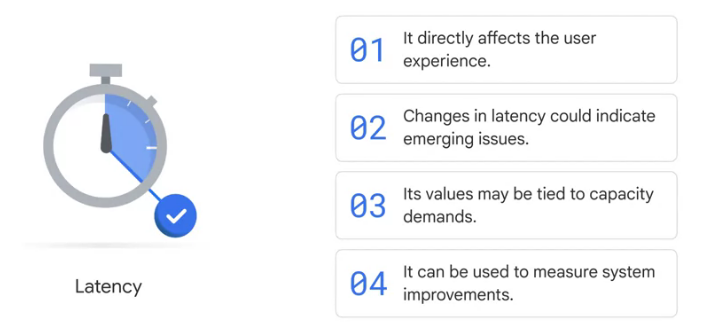 Latency
01
It directly affects the user
experience.
02
Changes in latency could indicate
emerging issues.
03
Its values may be tied to capacity
demands.
04
It can be used to measure system
improvements.